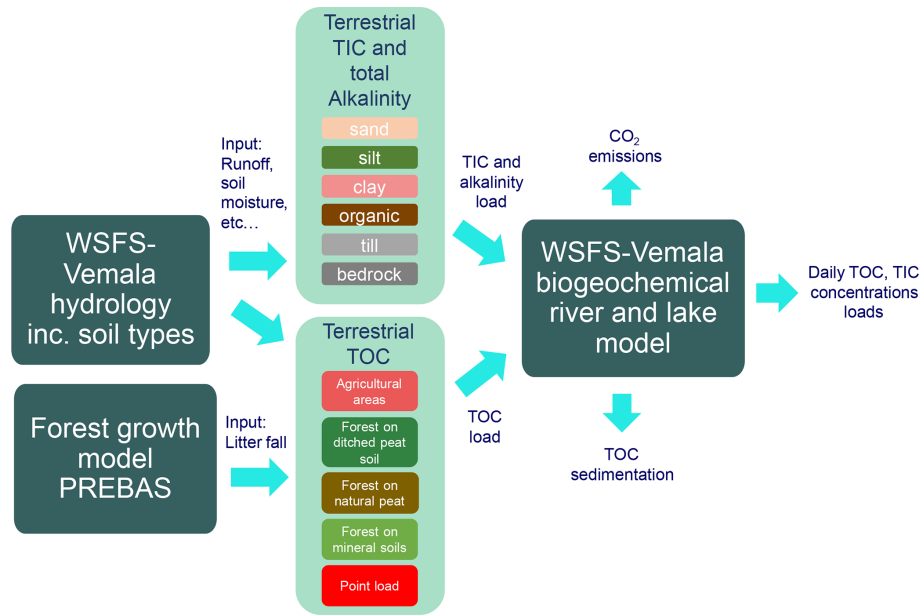 Terrestrial
TIC and
total
Alkalinity
sand
silt
clay
organic
till
bedrock
Input:
Runoff,
soil
moisture,
etc…
WSFS-
Vemala
hydrology
inc. soil types
Forest growth
model
PREBAS
Input:
Litter fall
Terrestrial
TOC
Agricultural
areas
Forest on
ditched peat
soil
Forest on
natural peat
Forest on
mineral soils
Point load
TIC and
alkalinity
load
TOC
load
CO₂
emissions
WSFS-Vemala
biogeochemical
river and lake
model
Daily TOC, TIC
concentrations
loads
TOC
sedimentation